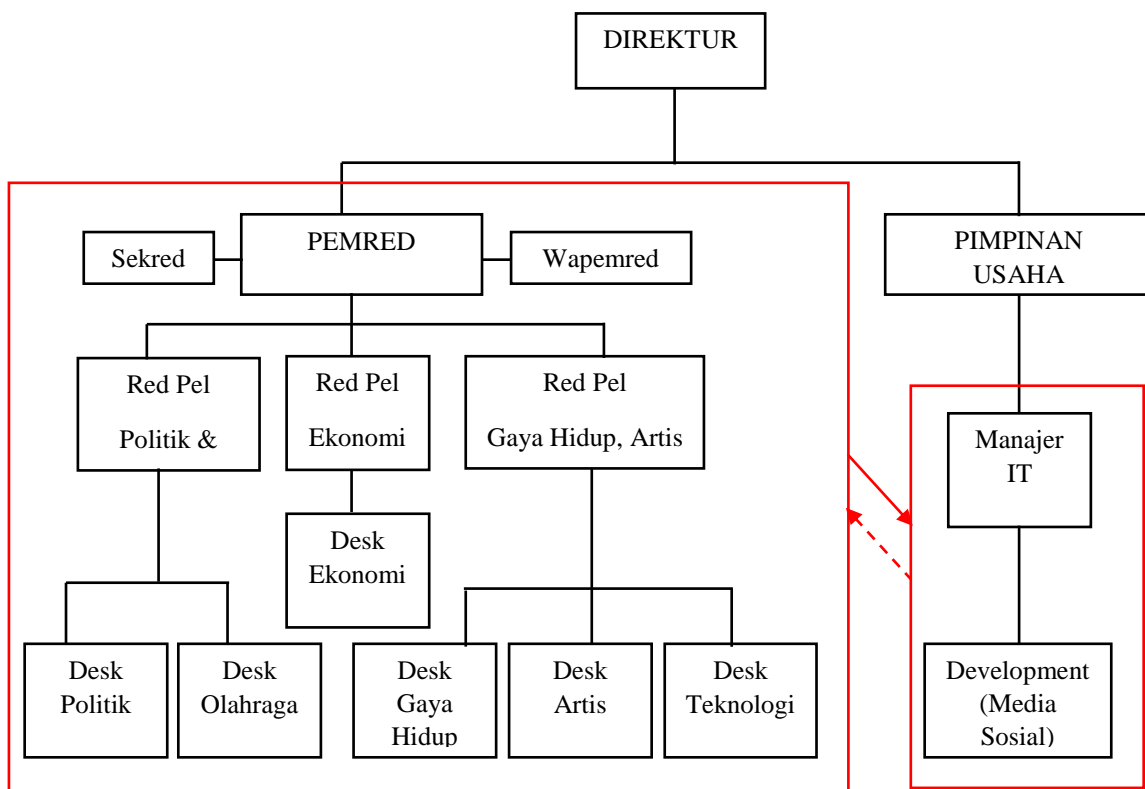 DIREKTUR
PEMRED
Sekred
Wapemred
PIMPINAN
USAHA
Red Pel
Politik &
Red Pel
Ekonomi
Red Pel
Gaya Hidup, Artis
Manajer
IT
Desk
Ekonomi
Desk
Politik
Desk
Olahraga
Desk
Gaya
Hidup
Desk
Artis
Desk
Teknologi
Development
(Media
Sosial)